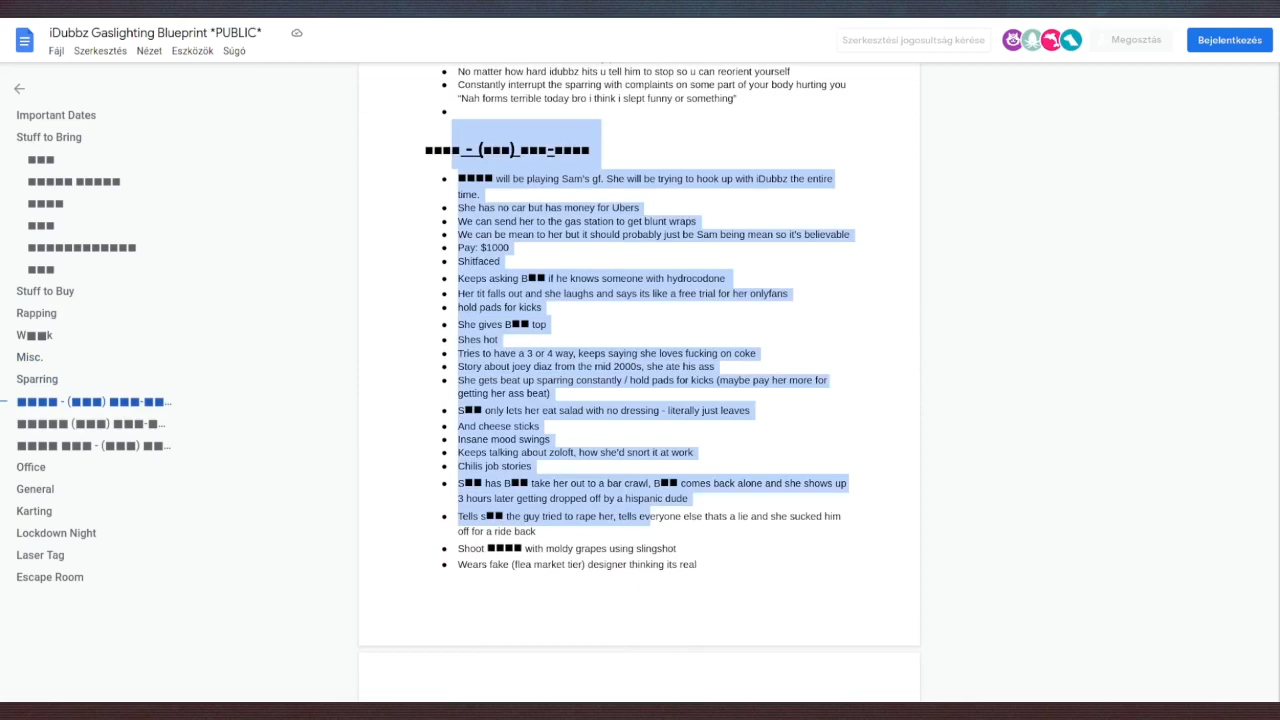 iDubbz Gaslighting Blueprint *PUBLIC*
Fájl Szerkesztés Nézet Eszközök Súgó
Szerkesztési jogosultság kérése
Megosztás
Bejelentkezés
Important Dates
Stuff to Bring
■■■
■■■■■ ■■■■■
■■■■
■■■
■■■■■■■■■■■■
■■■
Stuff to Buy
Rapping
W■■k
Misc.
Sparring
■■■■ - (■■■) ■■■-■■...
■■■■■ (■■■) ■■■-■...
■■■■ ■■■ - (■■■) ■■...
Office
General
Karting
Lockdown Night
Laser Tag
Escape Room
● No matter how hard idubbz hits u tell him to stop so u can reorient yourself
● Constantly interrupt the sparring with complaints on some part of your body hurting you
“Nah forms terrible today bro i think i slept funny or something”
●
■■■■ - (■■■) ■■■-■■■■
● ■■■■ will be playing Sam's gf. She will be trying to hook up with iDubbz the entire
time.
● She has no car but has money for Ubers
● We can send her to the gas station to get blunt wraps
● We can be mean to her but it should probably just be Sam being mean so it's believable
● Pay: $1000
● Shitfaced
● Keeps asking B■■ if he knows someone with hydrocodone
● Her tit falls out and she laughs and says its like a free trial for her onlyfans
● hold pads for kicks
● She gives B■■ top
● Shes hot
● Tries to have a 3 or 4 way, keeps saying she loves fucking on coke
● Story about joey diaz from the mid 2000s, she ate his ass
● She gets beat up sparring constantly / hold pads for kicks (maybe pay her more for
getting her ass beat)
● S■■ only lets her eat salad with no dressing - literally just leaves
● And cheese sticks
● Insane mood swings
● Keeps talking about zoloft, how she'd snort it at work
● Chilis job stories
● S■■ has B■■ take her out to a bar crawl, B■■ comes back alone and she shows up
3 hours later getting dropped off by a hispanic dude
● Tells s■■ the guy tried to rape her, tells everyone else thats a lie and she sucked him
off for a ride back
● Shoot ■■■■ with moldy grapes using slingshot
● Wears fake (flea market tier) designer thinking its real